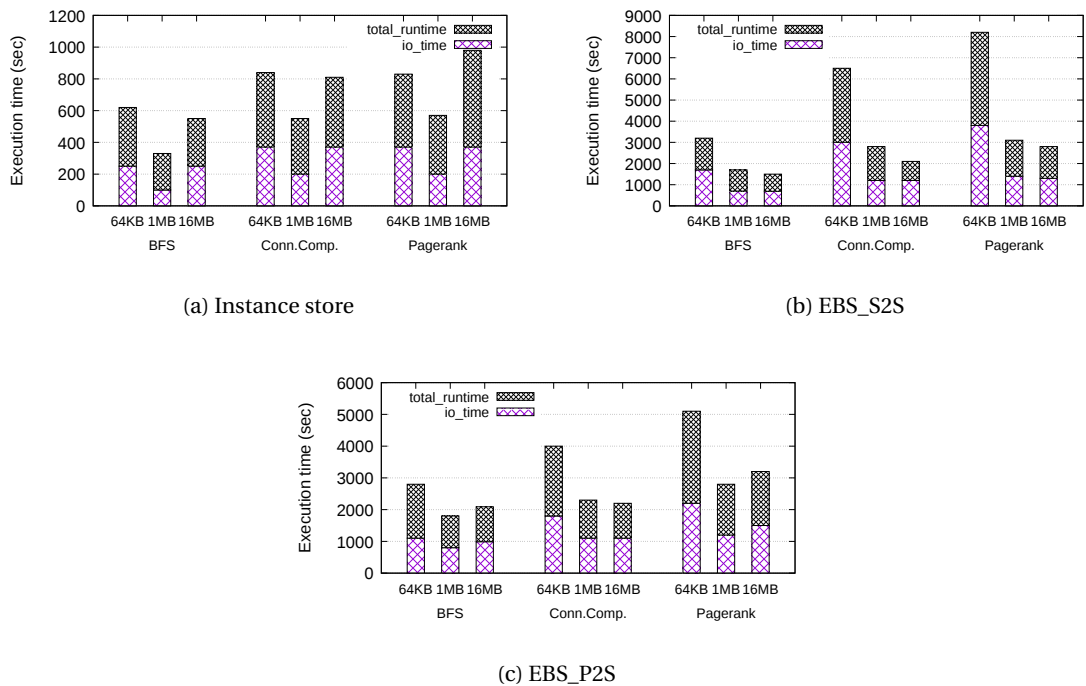 1200
1000
800
600
400
200
0
Execution time (sec)
total_runtime
io_time
64KB 1MB 16MB 64KB 1MB 16MB 64KB 1MB 16MB
BFS Conn.Comp. Pagerank
(a) Instance store
9000
8000
7000
6000
5000
4000
3000
2000
1000
0
Execution time (sec)
total_runtime
io_time
64KB 1MB 16MB 64KB 1MB 16MB 64KB 1MB 16MB
BFS Conn.Comp. Pagerank
(b) EBS_S2S
6000
5000
4000
3000
2000
1000
0
Execution time (sec)
total_runtime
io_time
64KB 1MB 16MB 64KB 1MB 16MB 64KB 1MB 16MB
BFS Conn.Comp. Pagerank
(c) EBS_P2S